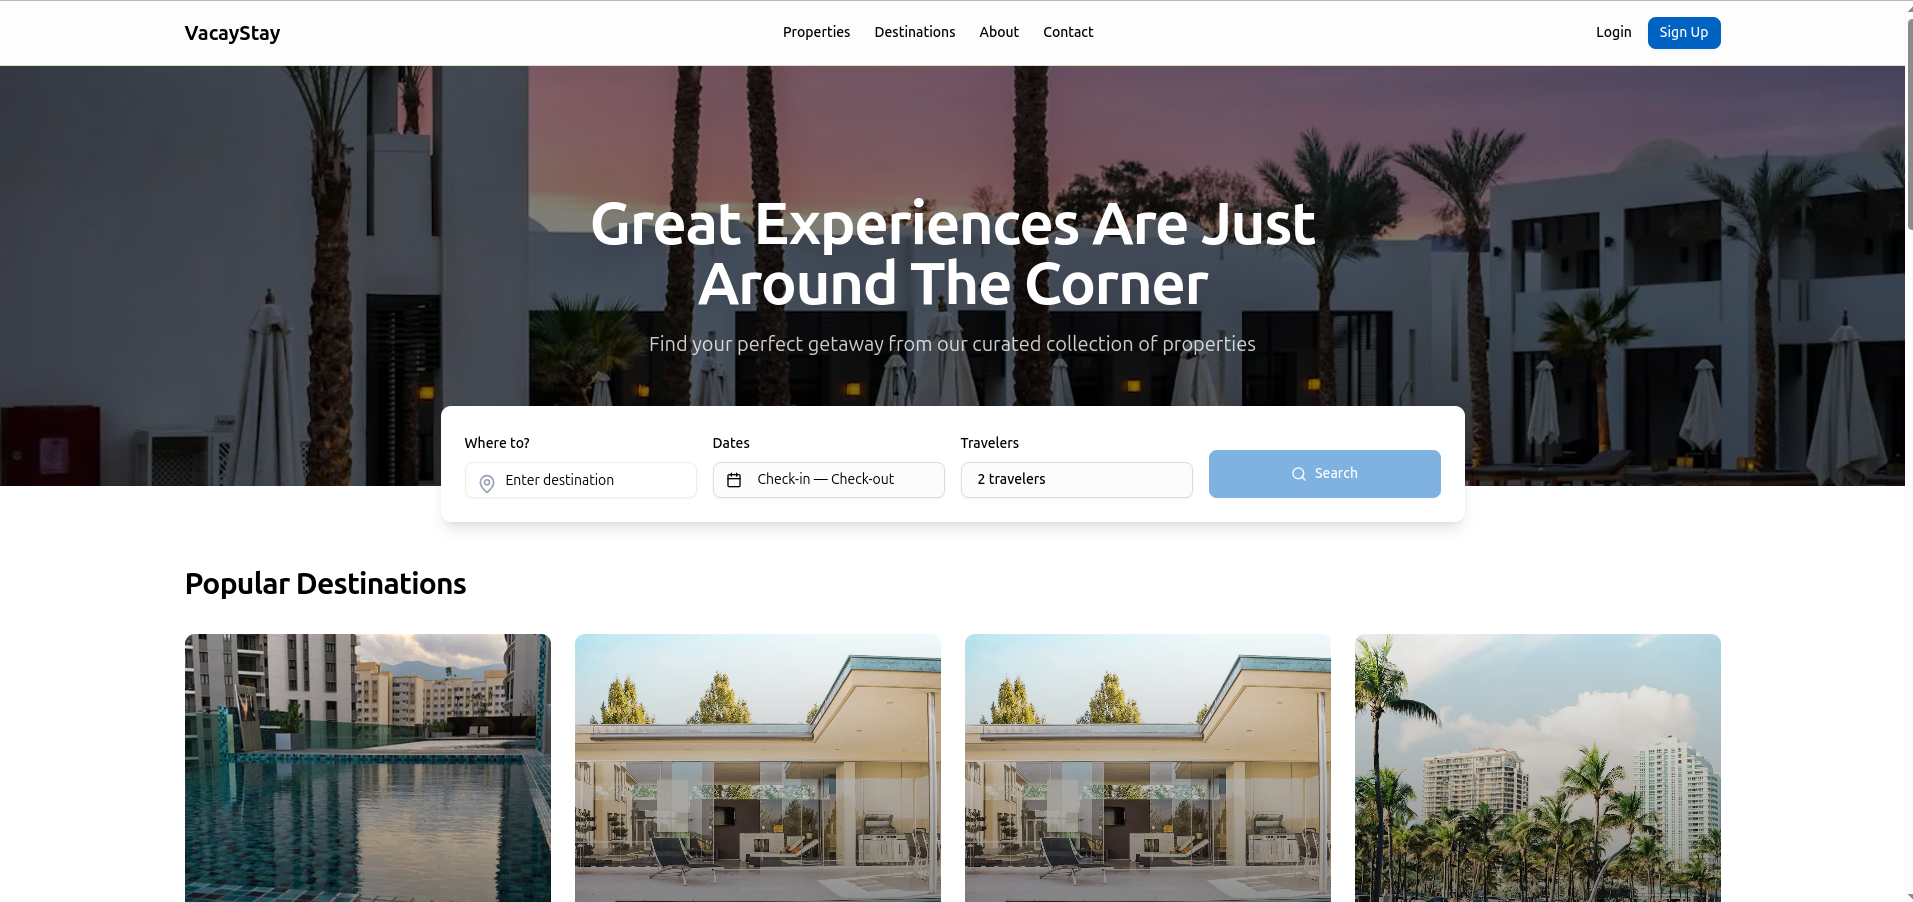 VacayStay
Properties Destinations About Contact
Login Sign Up
Great Experiences Are Just
Around The Corner
Find your perfect getaway from our curated collection of properties
Where to? Dates Travelers
Enter destination Check-in — Check-out 2 travelers Search
Popular Destinations